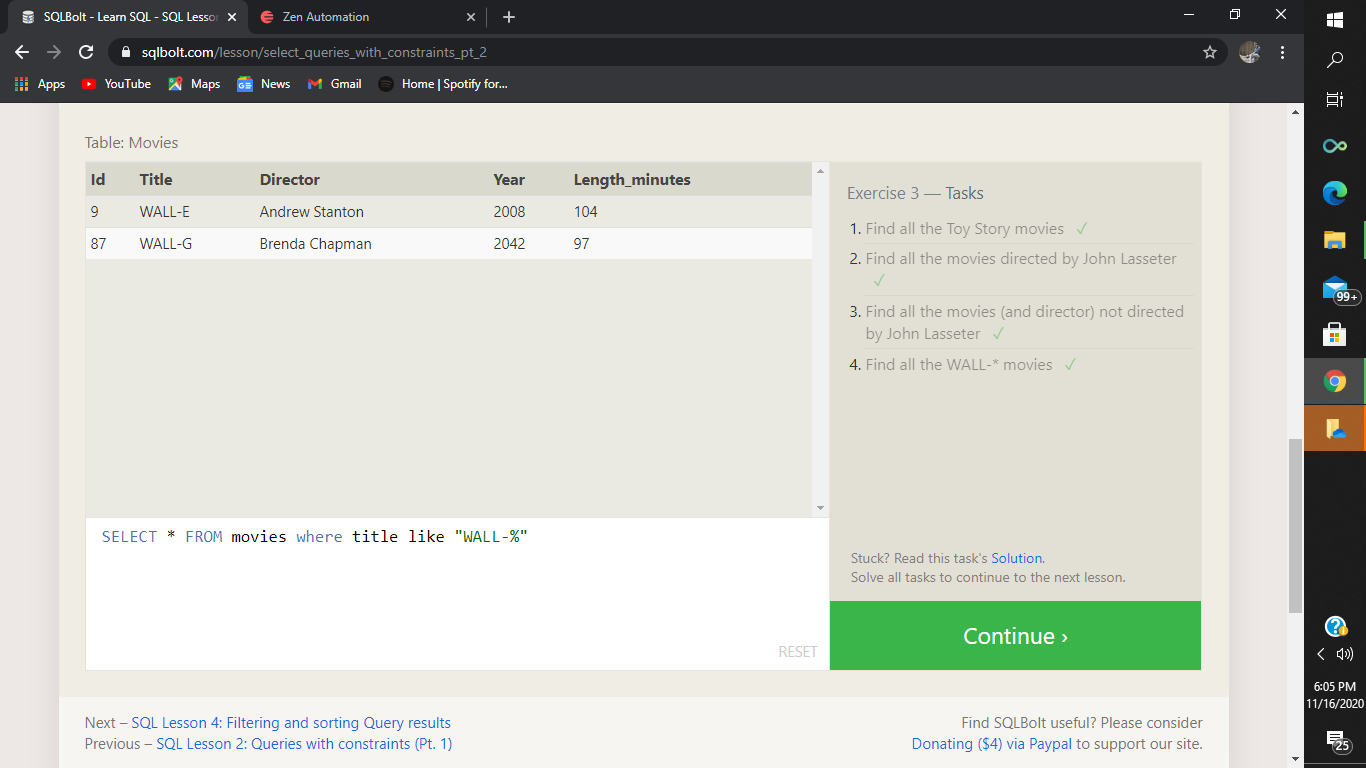 SQLBolt - Learn SQL - SQL Lesson
Zen Automation
sqlbolt.com/lesson/select_queries_with_constraints_pt_2
Apps YouTube Maps News Gmail Home | Spotify for...
Table: Movies
Id Title Director Year Length_minutes
9 WALL-E Andrew Stanton 2008 104
87 WALL-G Brenda Chapman 2042 97
SELECT * FROM movies where title like "WALL-%"
RESET
Exercise 3 — Tasks
1. Find all the Toy Story movies ✓
2. Find all the movies directed by John Lasseter
✓
3. Find all the movies (and director) not directed
by John Lasseter ✓
4. Find all the WALL-* movies ✓
Stuck? Read this task's Solution.
Solve all tasks to continue to the next lesson.
Continue ›
Next – SQL Lesson 4: Filtering and sorting Query results
Previous – SQL Lesson 2: Queries with constraints (Pt. 1)
Find SQLBolt useful? Please consider
Donating ($4) via Paypal to support our site.
99+
6:05 PM
11/16/2020
25